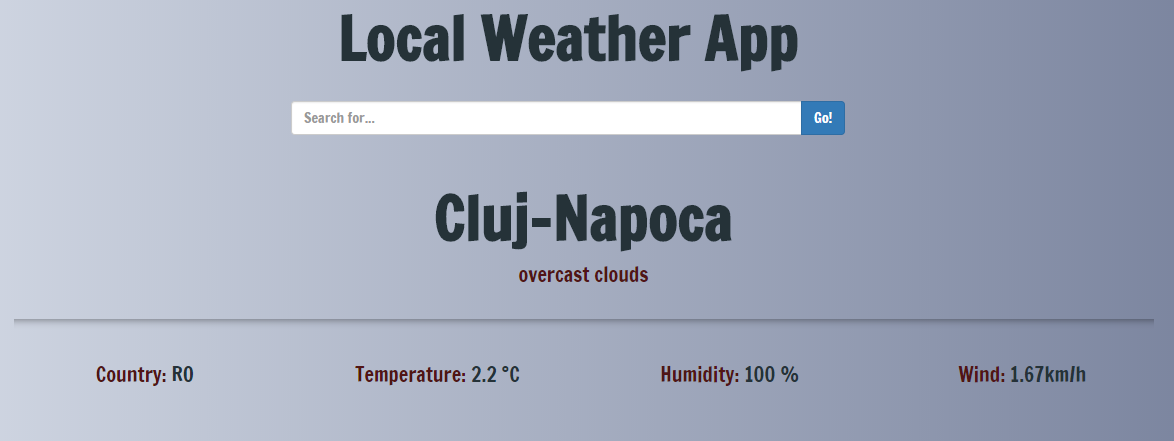 Local Weather App
Search for... Go!
Cluj-Napoca
overcast clouds
Country: RO Temperature: 2.2 °C Humidity: 100 % Wind: 1.67km/h